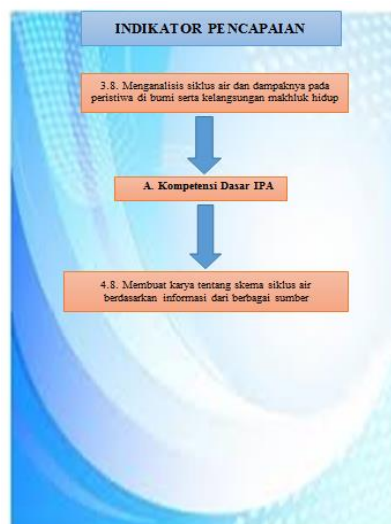 INDIKATOR PENCAPAIAN
3.8. Menganalisis siklus air dan dampaknya pada
peristiwa di bumi serta kelangsungan makhluk hidup
A. Kompetensi Dasar IPA
4.8. Membuat karya tentang skema siklus air
berdasarkan informasi dari berbagai sumber